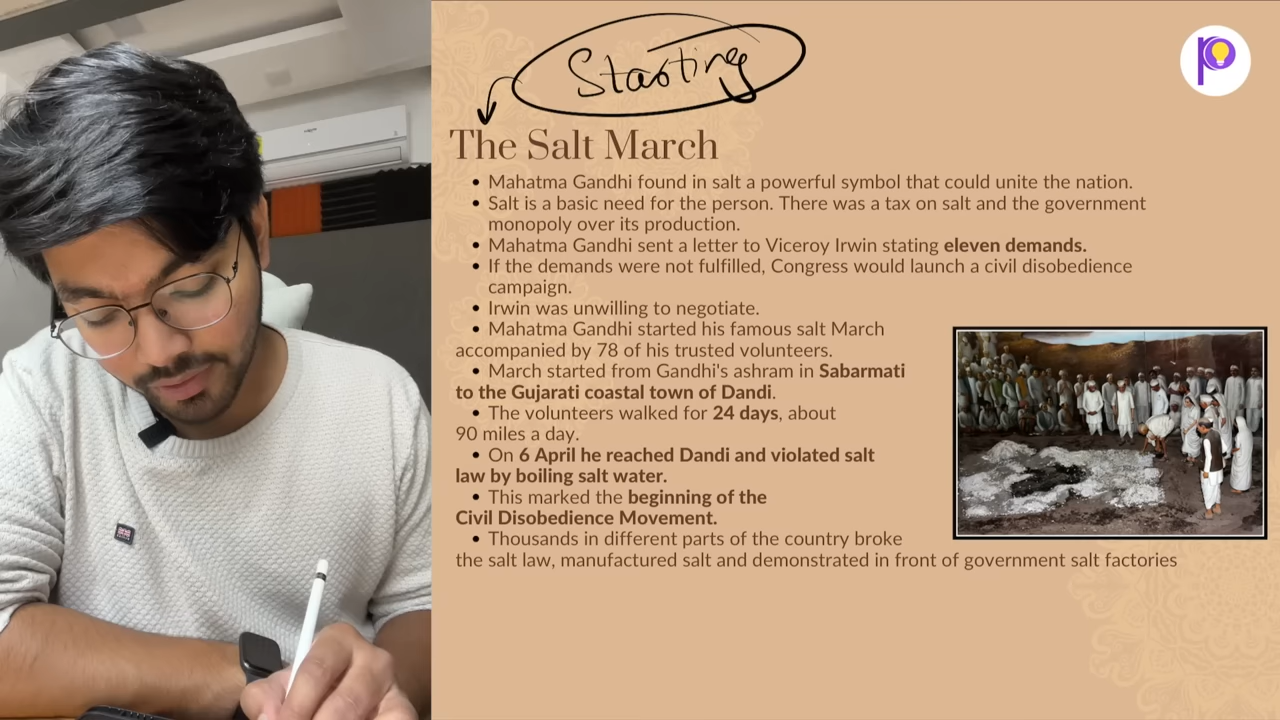 Starting
The Salt March
• Mahatma Gandhi found in salt a powerful symbol that could unite the nation.
• Salt is a basic need for the person. There was a tax on salt and the government
monopoly over its production.
• Mahatma Gandhi sent a letter to Viceroy Irwin stating eleven demands.
• If the demands were not fulfilled, Congress would launch a civil disobedience
campaign.
• Irwin was unwilling to negotiate.
• Mahatma Gandhi started his famous salt March
accompanied by 78 of his trusted volunteers.
• March started from Gandhi's ashram in Sabarmati
to the Gujarati coastal town of Dandi.
• The volunteers walked for 24 days, about
90 miles a day.
• On 6 April he reached Dandi and violated salt
law by boiling salt water.
• This marked the beginning of the
Civil Disobedience Movement.
• Thousands in different parts of the country broke
the salt law, manufactured salt and demonstrated in front of government salt factories